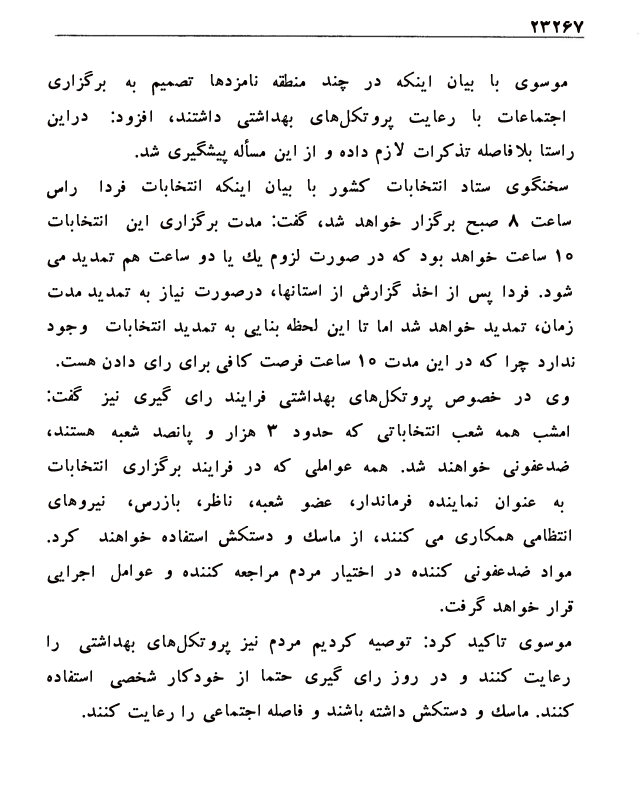 ۲۳۲۶۷
موسوی با بیان اینکه در چند منطقه نامزدها تصمیم به برگزاری
اجتماعات با رعایت پروتکل‌های بهداشتی داشتند، افزود: دراین
راستا بلافاصله تذکرات لازم داده و از این مسأله پیشگیری شد.
سخنگوی ستاد انتخابات کشور با بیان اینکه انتخابات فردا راس
ساعت ۸ صبح برگزار خواهد شد، گفت: مدت برگزاری این انتخابات
۱۰ ساعت خواهد بود که در صورت لزوم یك یا دو ساعت هم تمدید می
شود. فردا پس از اخذ گزارش از استانها، درصورت نیاز به تمدید مدت
زمان، تمدید خواهد شد اما تا این لحظه بنایی به تمدید انتخابات وجود
ندارد چرا که در این مدت ۱۰ ساعت فرصت کافی برای رای دادن هست.
وی در خصوص پروتکل‌های بهداشتی فرایند رای گیری نیز گفت:
امشب همه شعب انتخاباتی که حدود ۳ هزار و پانصد شعبه هستند،
ضدعفونی خواهند شد. همه عواملی که در فرایند برگزاری انتخابات
به عنوان نماینده فرماندار، عضو شعبه، ناظر، بازرس، نیروهای
انتظامی همکاری می کنند، از ماسك و دستکش استفاده خواهند کرد.
مواد ضدعفونی کننده در اختیار مردم مراجعه کننده و عوامل اجرایی
قرار خواهد گرفت.
موسوی تاکید کرد: توصیه کردیم مردم نیز پروتکل‌های بهداشتی را
رعایت کنند و در روز رای گیری حتما از خودکار شخصی استفاده
کنند. ماسك و دستکش داشته باشند و فاصله اجتماعی را رعایت کنند.